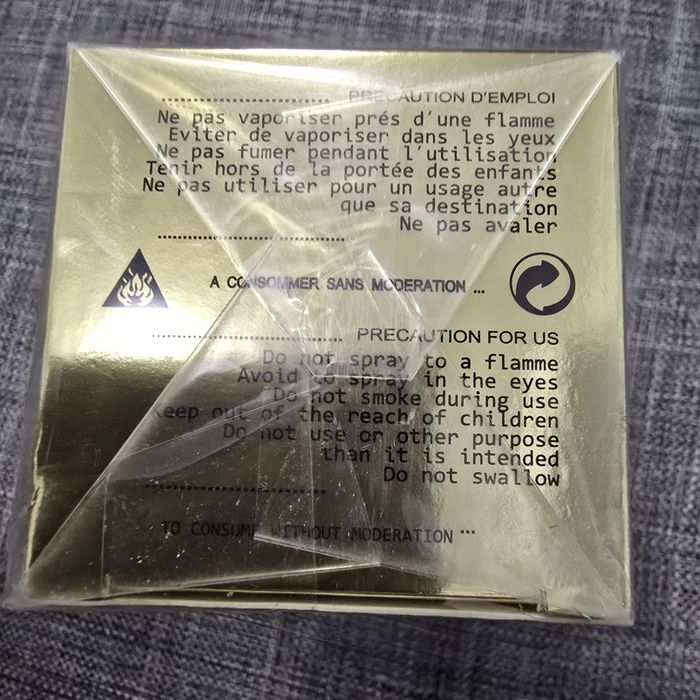 PRECAUTION D'EMPLOI
Ne pas vaporiser prés d'une flamme
Eviter de vaporiser dans les yeux
Ne pas fumer pendant l'utilisation
Tenir hors de la portée des enfants
Ne pas utiliser pour un usage autre
que sa destination
Ne pas avaler
A CONSOMMER SANS MODERATION ...
PRECAUTION FOR US
Do not spray to a flamme
Avoid to spray in the eyes
Do not smoke during use
Keep out of the reach of children
Do not use or other purpose
than it is intended
Do not swallow
TO CONSUME WITHOUT MODERATION ...